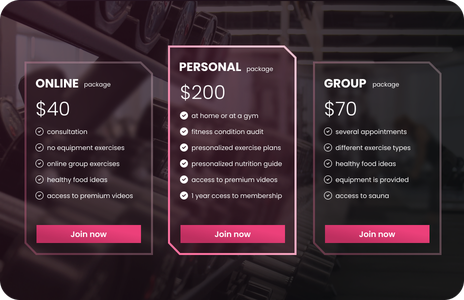 ONLINE package
$40
consultation
no equipment exercises
online group exercises
healthy food ideas
access to premium videos
Join now
PERSONAL package
$200
at home or at a gym
fitness condition audit
presonalized exercise plans
presonalized nutrition guide
access to premium videos
1 year ccess to membership
Join now
GROUP package
$70
several appointments
different exercise types
healthy food ideas
equipment is provided
access to sauna
Join now